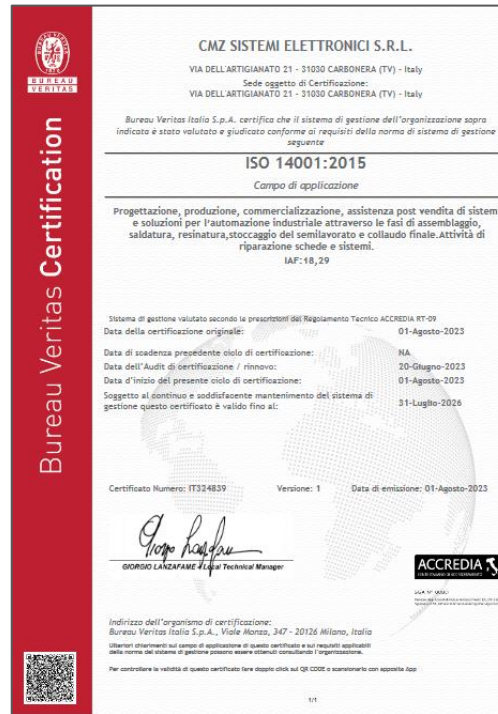 BUREAU
VERITAS
Bureau Veritas Certification
CMZ SISTEMI ELETTRONICI S.R.L.
VIA DELL'ARTIGIANATO 21 - 31030 CARBONERA (TV) - Italy
Sede oggetto di Certificazione:
VIA DELL'ARTIGIANATO 21 - 31030 CARBONERA (TV) - Italy
Bureau Veritas Italia S.p.A. certifica che il sistema di gestione dell'organizzazione sopra
indicata è stato valutato e giudicato conforme ai requisiti della norma di sistema di gestione
seguente
ISO 14001:2015
Campo di applicazione
Progettazione, produzione, commercializzazione, assistenza post vendita di sistem
e soluzioni per l'automazione industriale attraverso le fasi di assemblaggio,
saldatura, resinatura,stoccaggio del semilavorato e collaudo finale.Attività di
riparazione schede e sistemi.
IAF:18,29
Sistema di gestione valutato secondo le prescrizioni del Regolamento Tecnico ACCREDIA RT-09
Data della certificazione originale: 01-Agosto-2023
Data di scadenza precedente ciclo di certificazione: NA
Data dell'Audit di certificazione / rinnovo: 20-Giugno-2023
Data d'inizio del presente ciclo di certificazione: 01-Agosto-2023
Soggetto al continuo e soddisfacente mantenimento del sistema di
gestione questo certificato è valido fino al: 31-Luglio-2026
Certificato Numero: IT324839 Versione: 1 Data di emissione: 01-Agosto-2023
GIORGIO LANZAFAME - Local Technical Manager
ACCREDIA
Indirizzo dell'organismo di certificazione:
Bureau Veritas Italia S.p.A., Viale Monza, 347 - 20126 Milano, Italia
Ulteriori chiarimenti sul campo di applicazione di questo certificato e sui requisiti applicabili
della norma del sistema di gestione possono essere ottenuti consultando l'organizzazione.
Per controllare la validità di questo certificato fare doppio click sul QR CODE o scansionarlo con apposita App
1/1